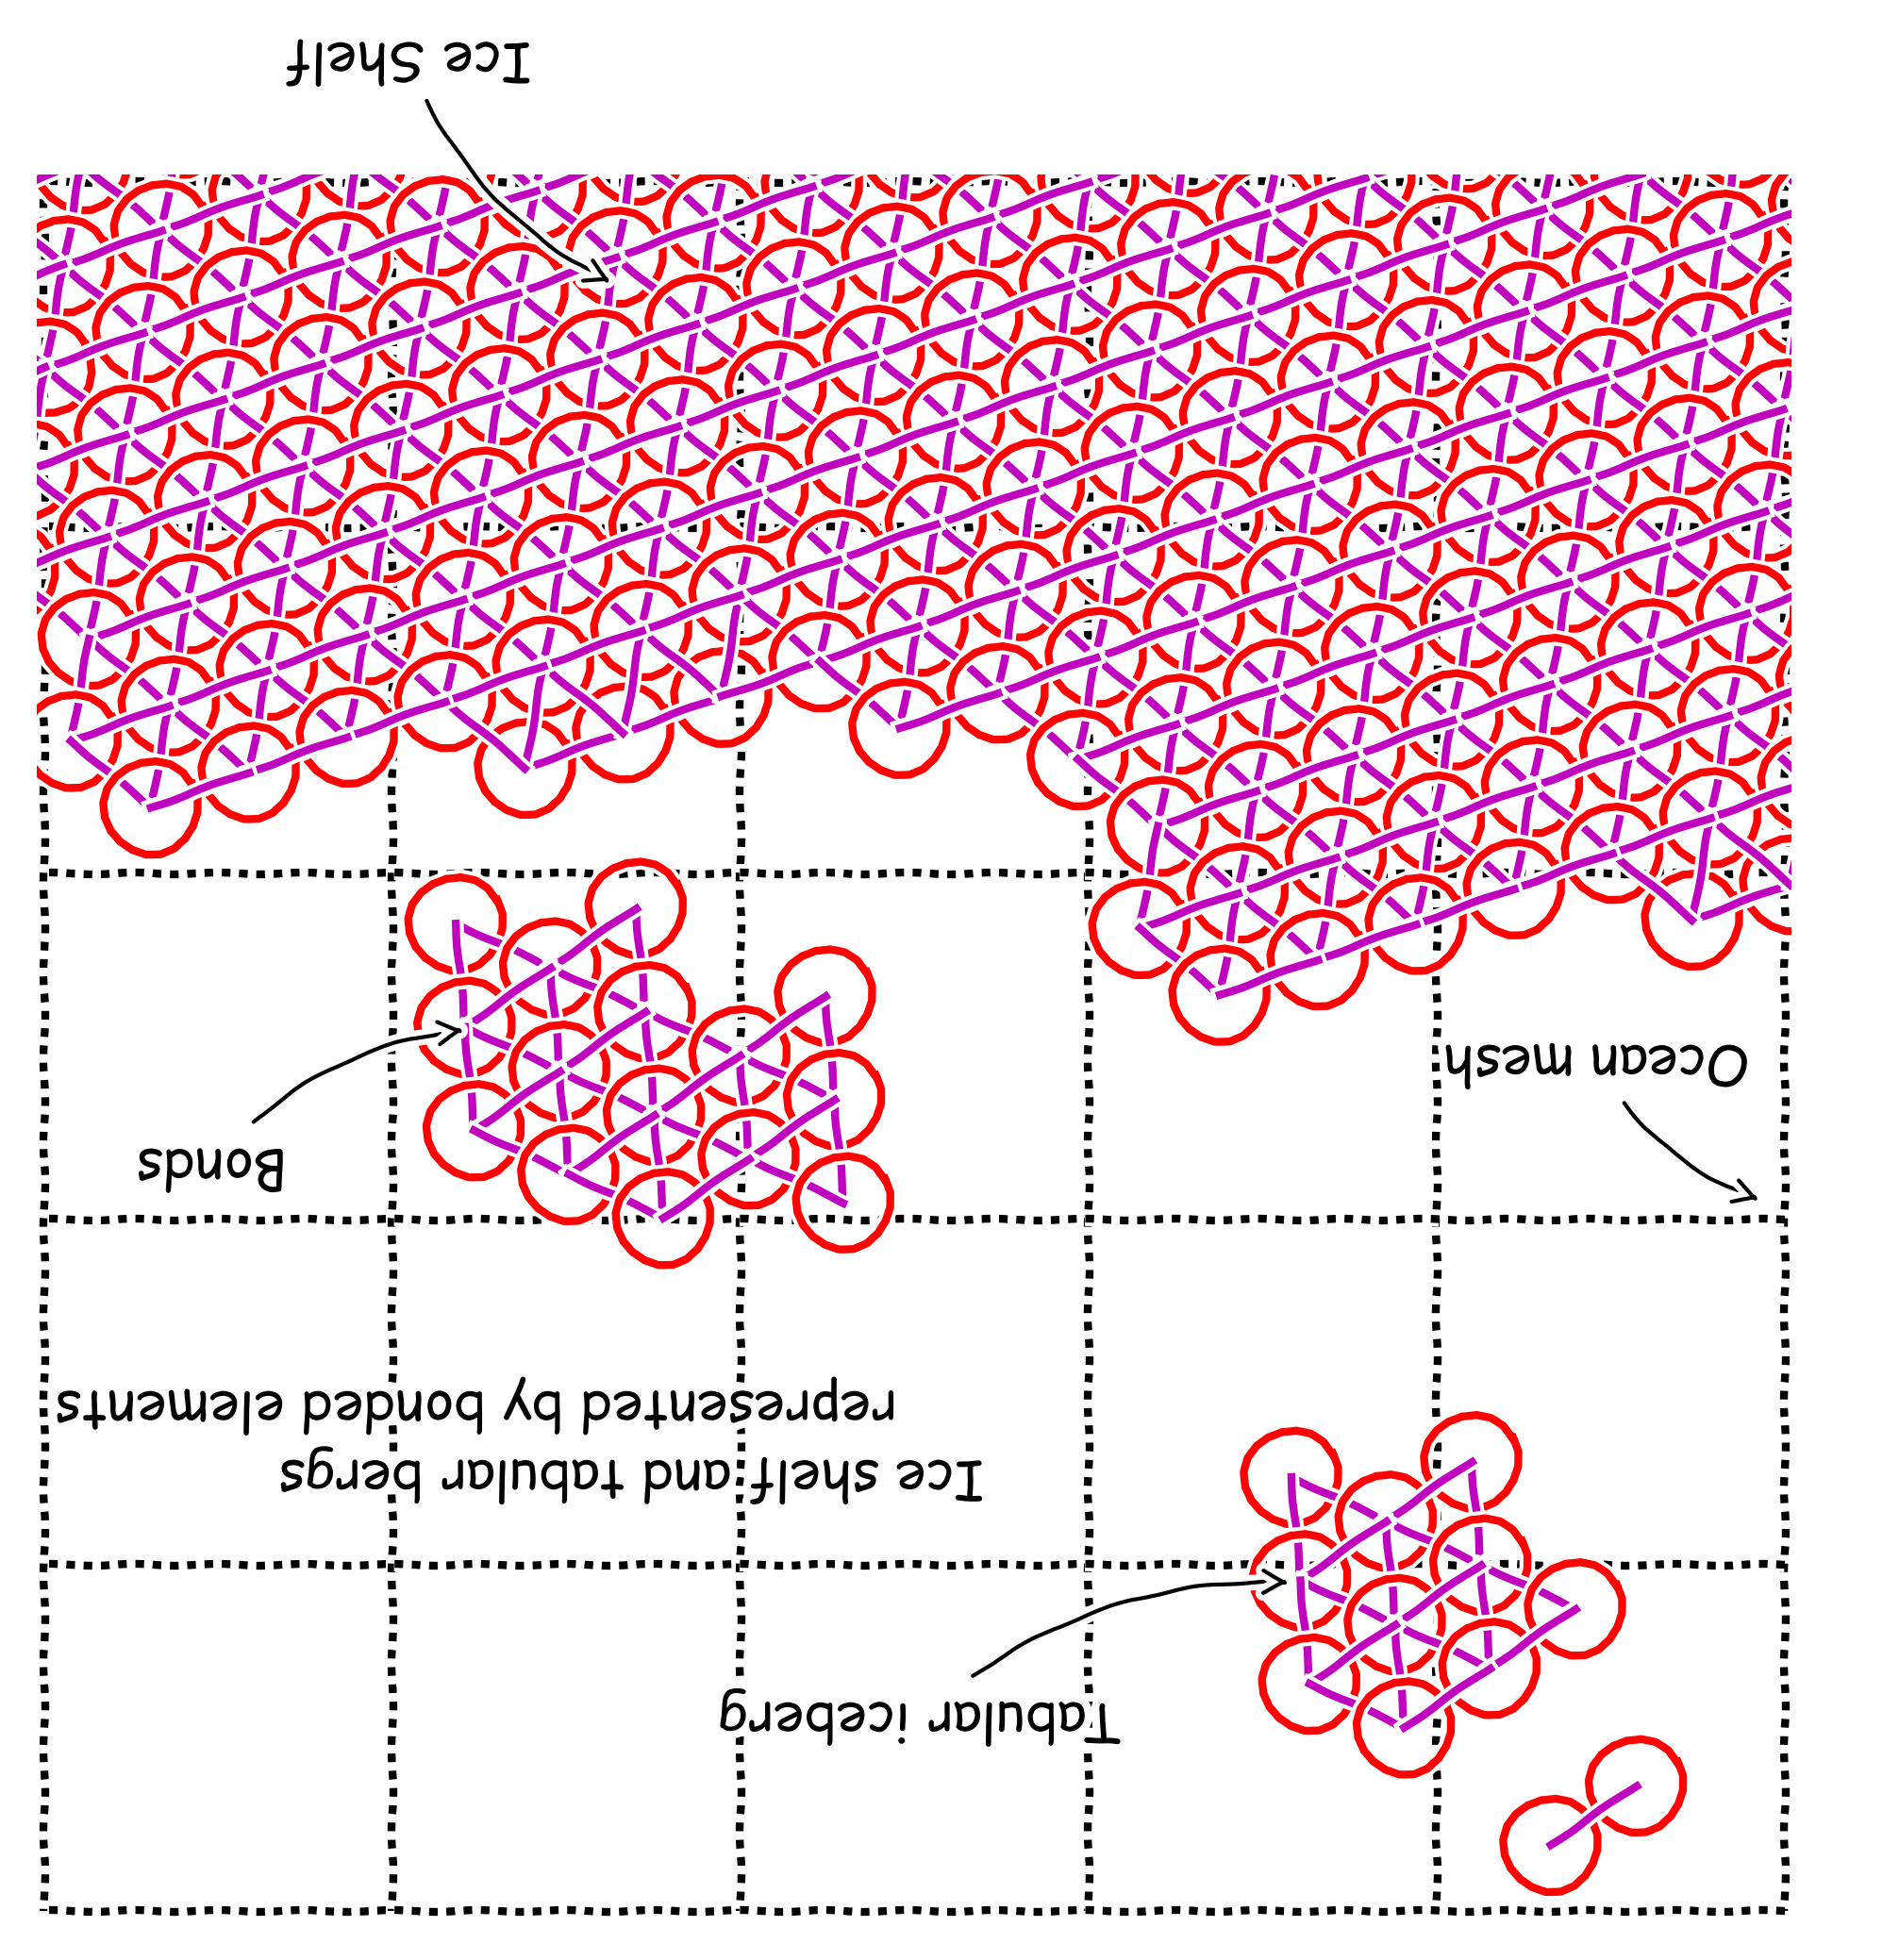 Tabular iceberg
Ice shelf and tabular bergs
represented by bonded elements
Bonds
Ocean mesh
Ice Shelf